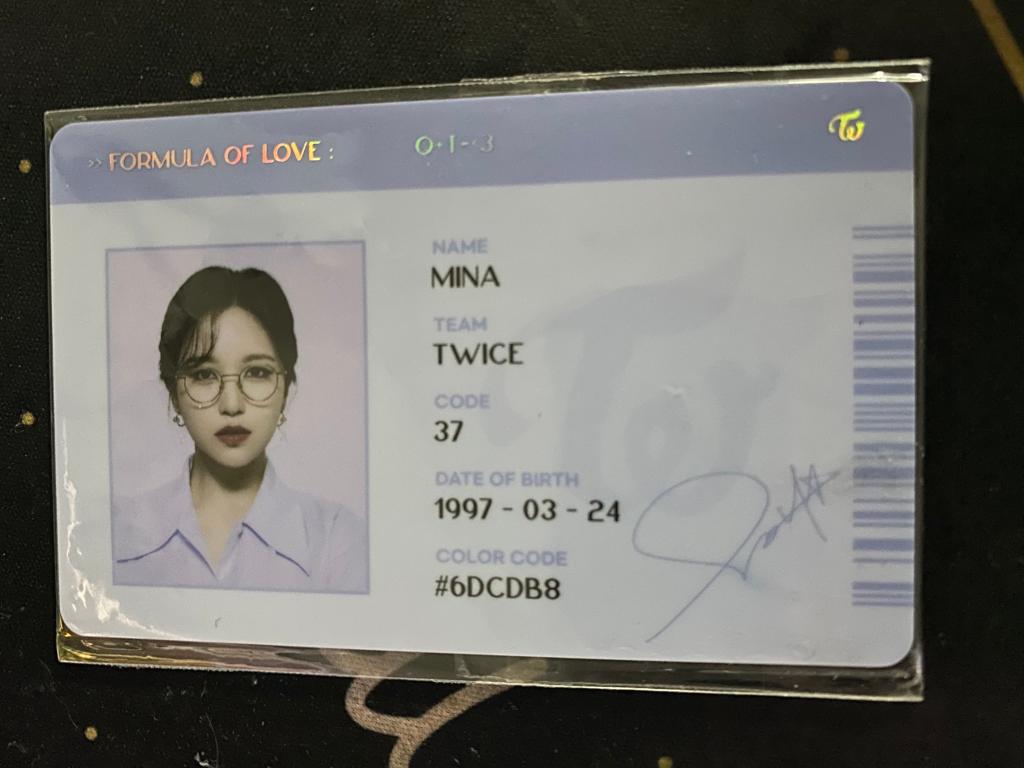 >> FORMULA OF LOVE :
O+T=<3
NAME
MINA
TEAM
TWICE
CODE
37
DATE OF BIRTH
1997 - 03 - 24
COLOR CODE
#6DCDB8